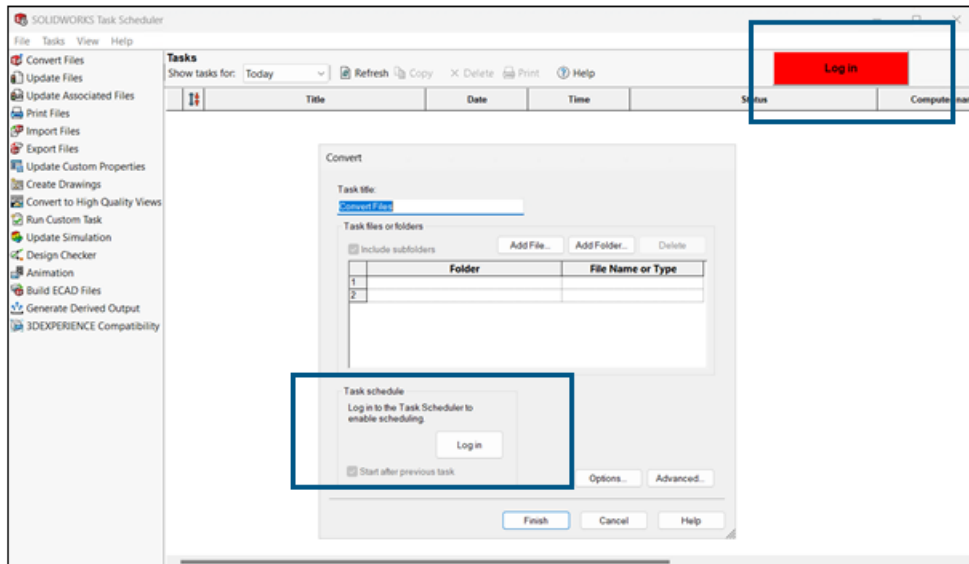 SOLIDWORKS Task Scheduler
File Tasks View Help
Convert Files
Update Files
Update Associated Files
Print Files
Import Files
Export Files
Update Custom Properties
Create Drawings
Convert to High Quality Views
Run Custom Task
Update Simulation
Design Checker
Animation
Build ECAD Files
Generate Derived Output
3DEXPERIENCE Compatibility
Tasks
Show tasks for: Today Refresh Copy Delete Print Help
Log in
Title Date Time Status
Convert
Task title:
Convert Files
Task files or folders
Include subfolders Add File... Add Folder... Delete
Folder File Name or Type
1
2
Task schedule
Log in to the Task Scheduler to
enable scheduling.
Log in
Start after previous task
Options... Advanced...
Finish Cancel Help